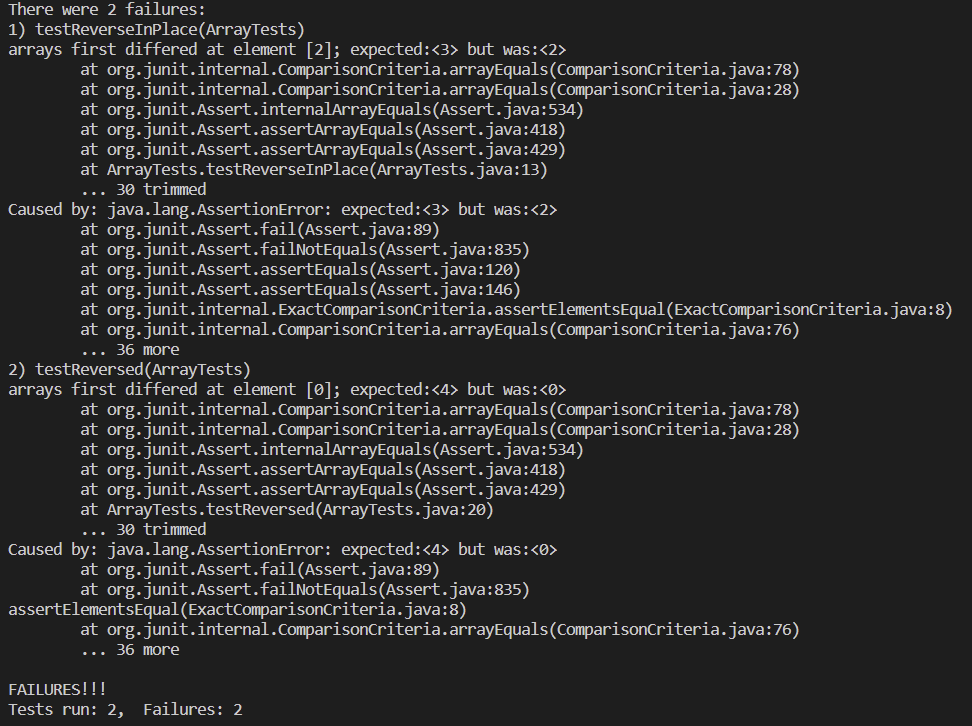 There were 2 failures:
1) testReverseInPlace(ArrayTests)
arrays first differed at element [2]; expected:<3> but was:<2>
        at org.junit.internal.ComparisonCriteria.arrayEquals(ComparisonCriteria.java:78)
        at org.junit.internal.ComparisonCriteria.arrayEquals(ComparisonCriteria.java:28)
        at org.junit.Assert.internalArrayEquals(Assert.java:534)
        at org.junit.Assert.assertArrayEquals(Assert.java:418)
        at org.junit.Assert.assertArrayEquals(Assert.java:429)
        at ArrayTests.testReverseInPlace(ArrayTests.java:13)
        ... 30 trimmed
Caused by: java.lang.AssertionError: expected:<3> but was:<2>
        at org.junit.Assert.fail(Assert.java:89)
        at org.junit.Assert.failNotEquals(Assert.java:835)
        at org.junit.Assert.assertEquals(Assert.java:120)
        at org.junit.Assert.assertEquals(Assert.java:146)
        at org.junit.internal.ExactComparisonCriteria.assertElementsEqual(ExactComparisonCriteria.java:8)
        at org.junit.internal.ComparisonCriteria.arrayEquals(ComparisonCriteria.java:76)
        ... 36 more
2) testReversed(ArrayTests)
arrays first differed at element [0]; expected:<4> but was:<0>
        at org.junit.internal.ComparisonCriteria.arrayEquals(ComparisonCriteria.java:78)
        at org.junit.internal.ComparisonCriteria.arrayEquals(ComparisonCriteria.java:28)
        at org.junit.Assert.internalArrayEquals(Assert.java:534)
        at org.junit.Assert.assertArrayEquals(Assert.java:418)
        at org.junit.Assert.assertArrayEquals(Assert.java:429)
        at ArrayTests.testReversed(ArrayTests.java:20)
        ... 30 trimmed
Caused by: java.lang.AssertionError: expected:<4> but was:<0>
        at org.junit.Assert.fail(Assert.java:89)
        at org.junit.Assert.failNotEquals(Assert.java:835)
assertElementsEqual(ExactComparisonCriteria.java:8)
        at org.junit.internal.ComparisonCriteria.arrayEquals(ComparisonCriteria.java:76)
        ... 36 more

FAILURES!!!
Tests run: 2,  Failures: 2